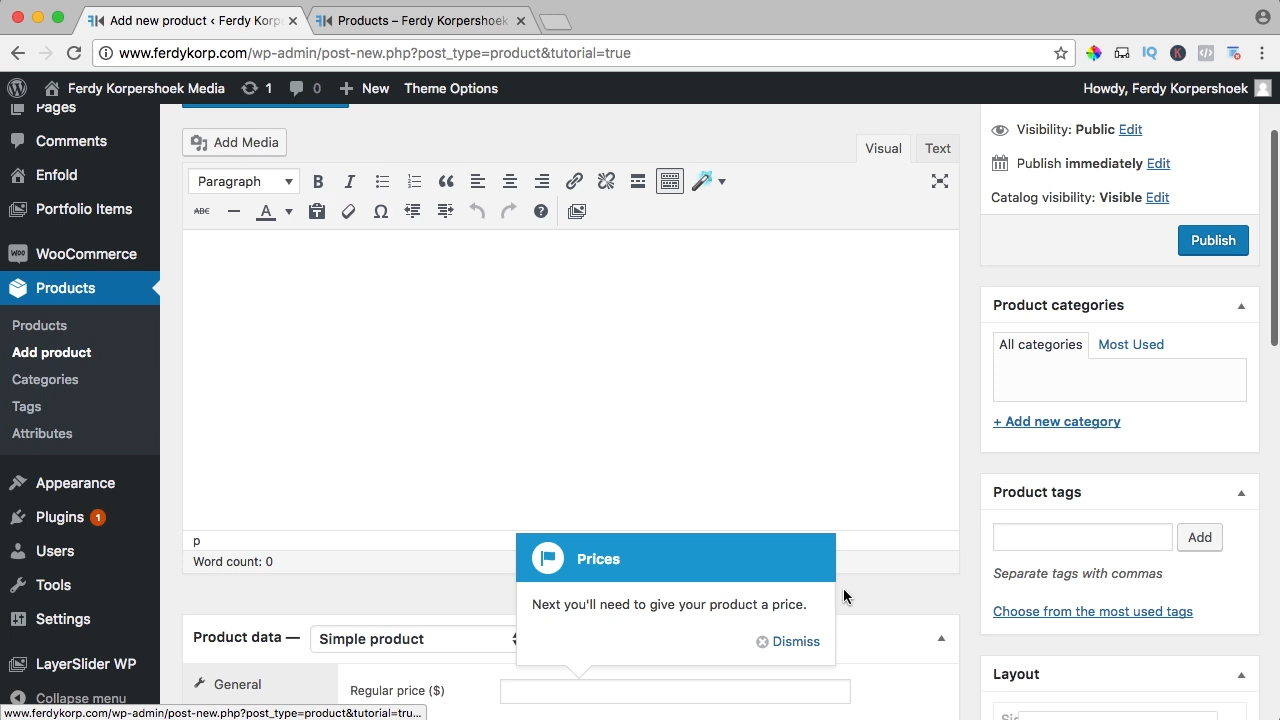 Add new product ‹ Ferdy Korp
Products – Ferdy Korpershoek
www.ferdykorp.com/wp-admin/post-new.php?post_type=product&tutorial=true
Ferdy Korpershoek Media
1
0
New
Theme Options
Howdy, Ferdy Korpershoek
Pages
Comments
Enfold
Portfolio Items
WooCommerce
Products
Products
Add product
Categories
Tags
Attributes
Appearance
Plugins 1
Users
Tools
Settings
LayerSlider WP
Collapse menu
Add Media
Visual
Text
Paragraph
ABC
p
Word count: 0
Prices
Next you'll need to give your product a price.
Dismiss
Product data —
Simple product
General
Regular price ($)
Visibility: Public Edit
Publish immediately Edit
Catalog visibility: Visible Edit
Publish
Product categories
All categories
Most Used
+ Add new category
Product tags
Add
Separate tags with commas
Choose from the most used tags
Layout
www.ferdykorp.com/wp-admin/post-new.php?post_type=product&tutorial=tru...